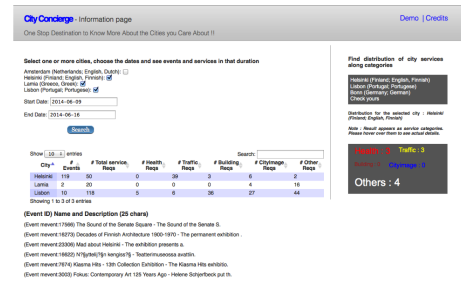 City Concierge - Information page
Demo | Credits
One Stop Destination to Know More About the Cities you Care About !!
Select one or more cities, choose the dates and see events and services in that duration
Amsterdam (Netherlands; English, Dutch):
Helsinki (Finland; English, Finnish):
Lamia (Greece, Greek):
Lisbon (Portugal; Portugese):
Start Date: 2014-06-09
End Date: 2014-06-16
Search
Show 10 entries
Search:
City # Events # Total service Reqs # Health Reqs # Traffic Reqs # Building Reqs # CityImage Reqs # Other Reqs
Helsinki 119 50 0 39 3 6 2
Lamia 2 20 0 0 0 4 16
Lisbon 10 118 5 6 36 27 44
Showing 1 to 3 of 3 entries
(Event ID) Name and Description (25 chars)
(Event mevent:17566) The Sound of the Senate Square - The Sound of the Senate S.
(Event mevent:16273) Decades of Finnish Architecture 1900-1970 - The permanent exhibition .
(Event mevent:23306) Mad about Helsinki - The exhibition presents a.
(Event mevent:7674) Kiasma Hits - 13th Collection Exhibition - The Kiasma Hits exhibitio.
(Event mevent:3003) Fokus: Contemporary Art 125 Years Ago - Helene Schjerfbeck put th.
Find distribution of city services along categories
Helsinki (Finland; English, Finnish)
Lisbon (Portugal; Portugese)
Bonn (Germany; German)
Check yours
Distribution for the selected city : Helsinki (Finland; English, Finnish)
Note : Result appears as service categories. Please hover over them to see actual details.
Traffic : 3
CityImage : 3
Others : 4